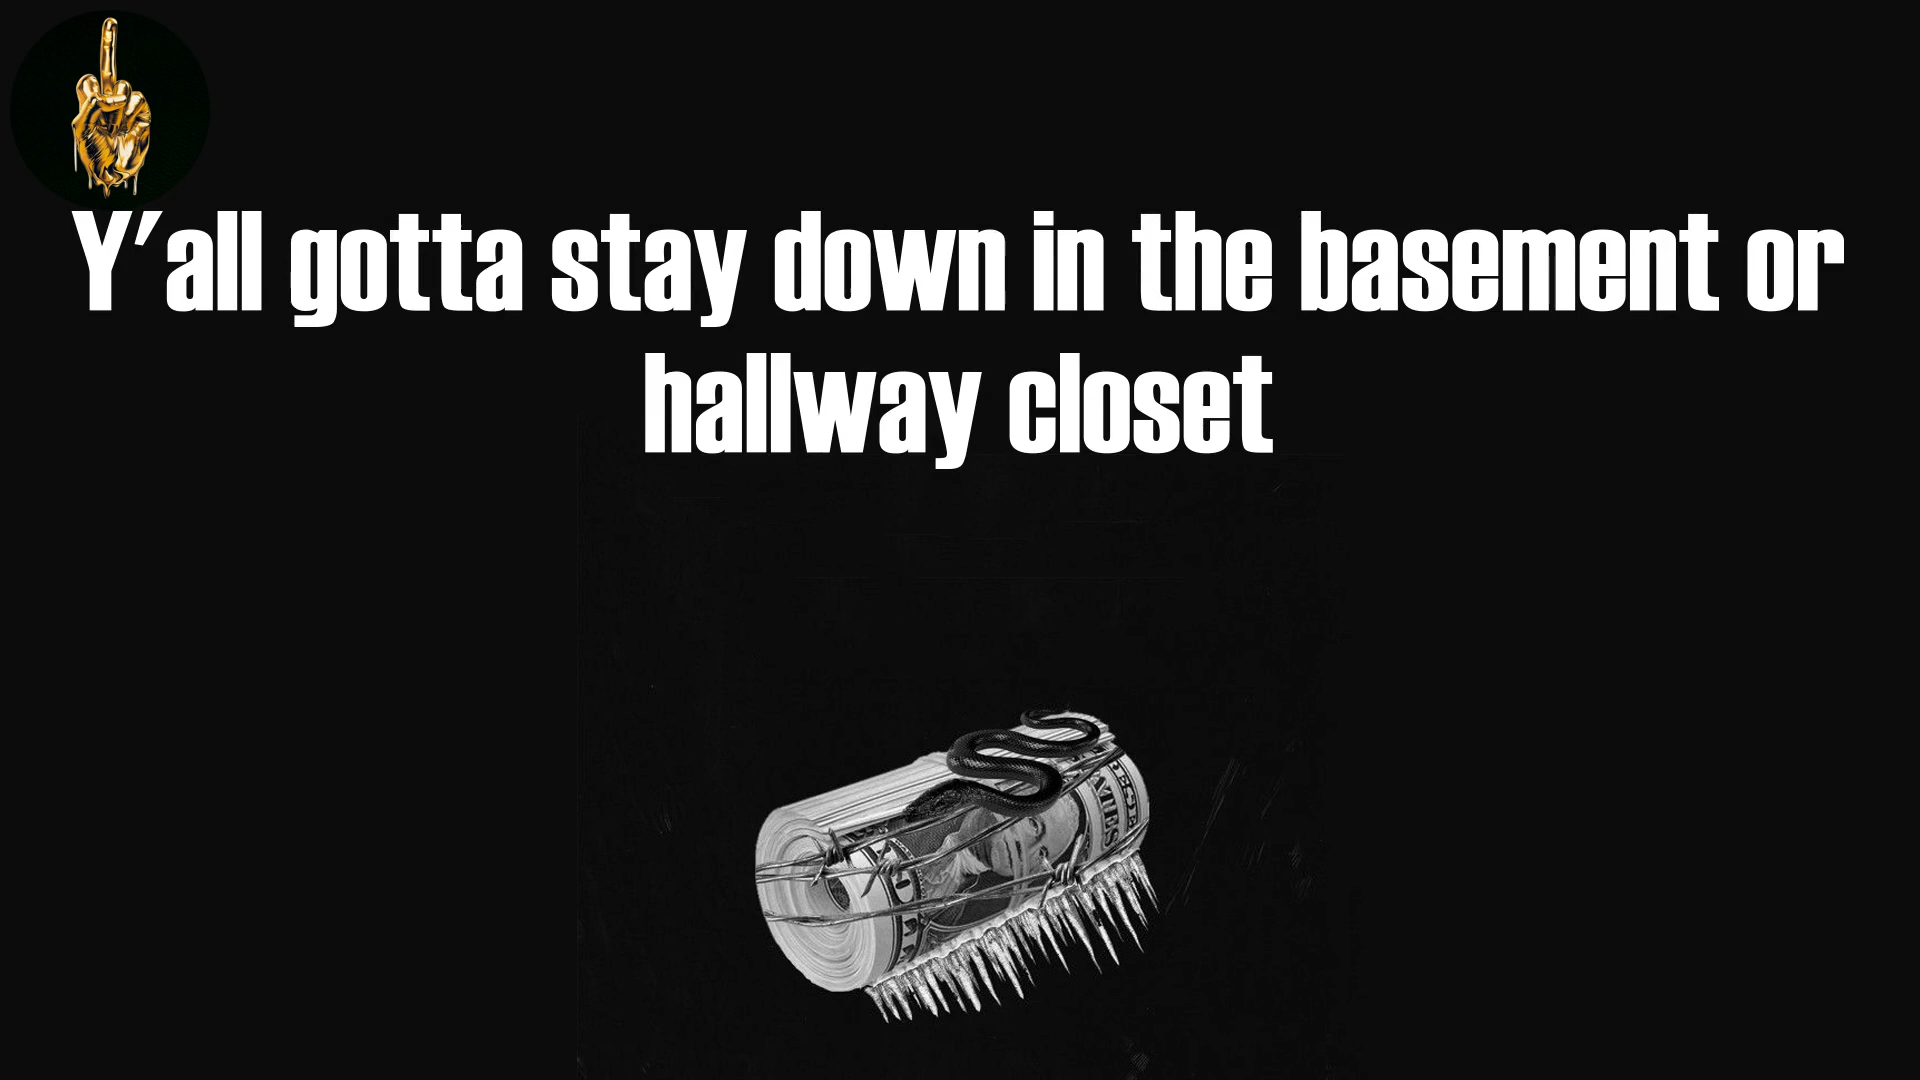 Y'all gotta stay down in the basement or
hallway closet